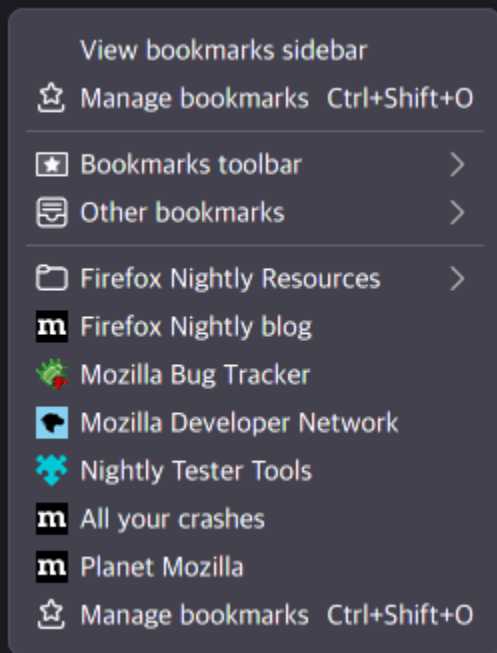 View bookmarks sidebar
Manage bookmarks Ctrl+Shift+O
Bookmarks toolbar
Other bookmarks
Firefox Nightly Resources
m Firefox Nightly blog
Mozilla Bug Tracker
Mozilla Developer Network
Nightly Tester Tools
m All your crashes
m Planet Mozilla
Manage bookmarks Ctrl+Shift+O